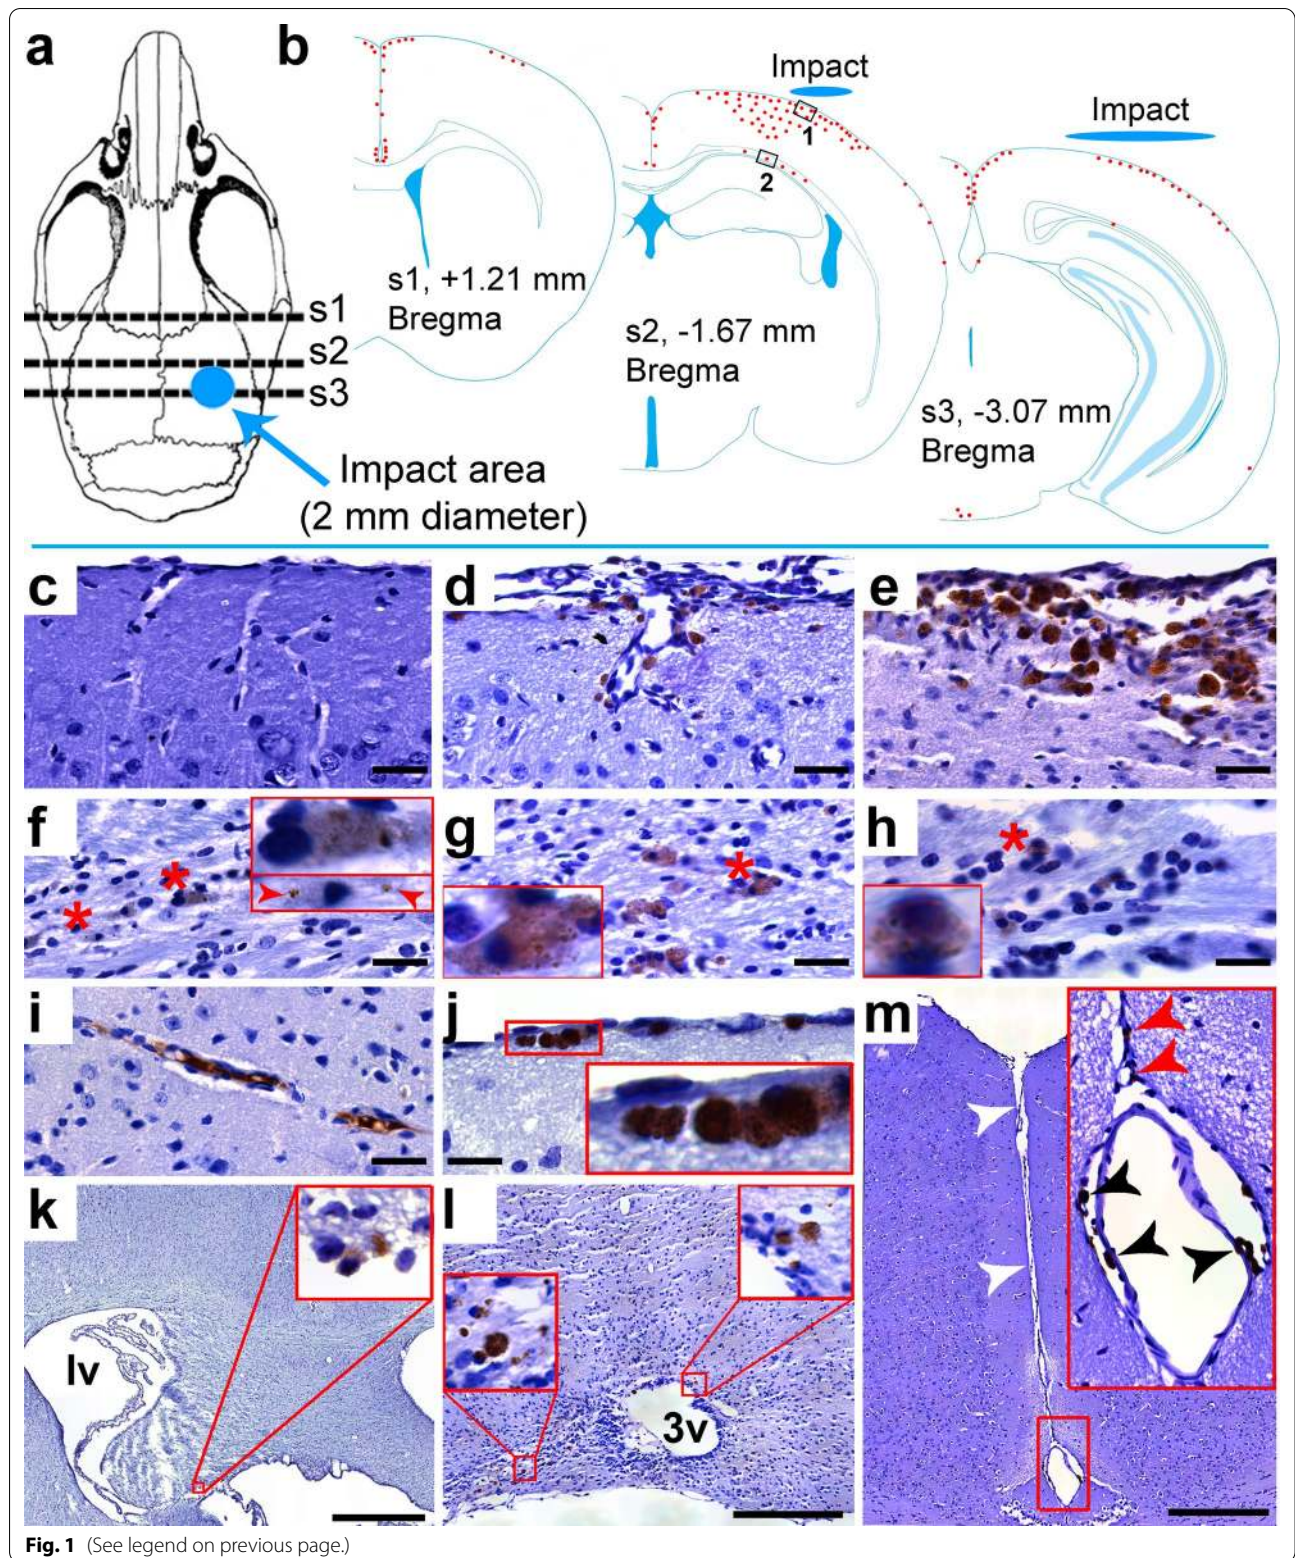 a
b
s1
s2
s3
Impact area
(2 mm diameter)
s1, +1.21 mm
Bregma
Impact
1
2
s2, -1.67 mm
Bregma
Impact
s3, -3.07 mm
Bregma
c
d
e
f
*
*
g
*
h
*
i
j
m
k
lv
l
3v
Fig. 1 (See legend on previous page.)